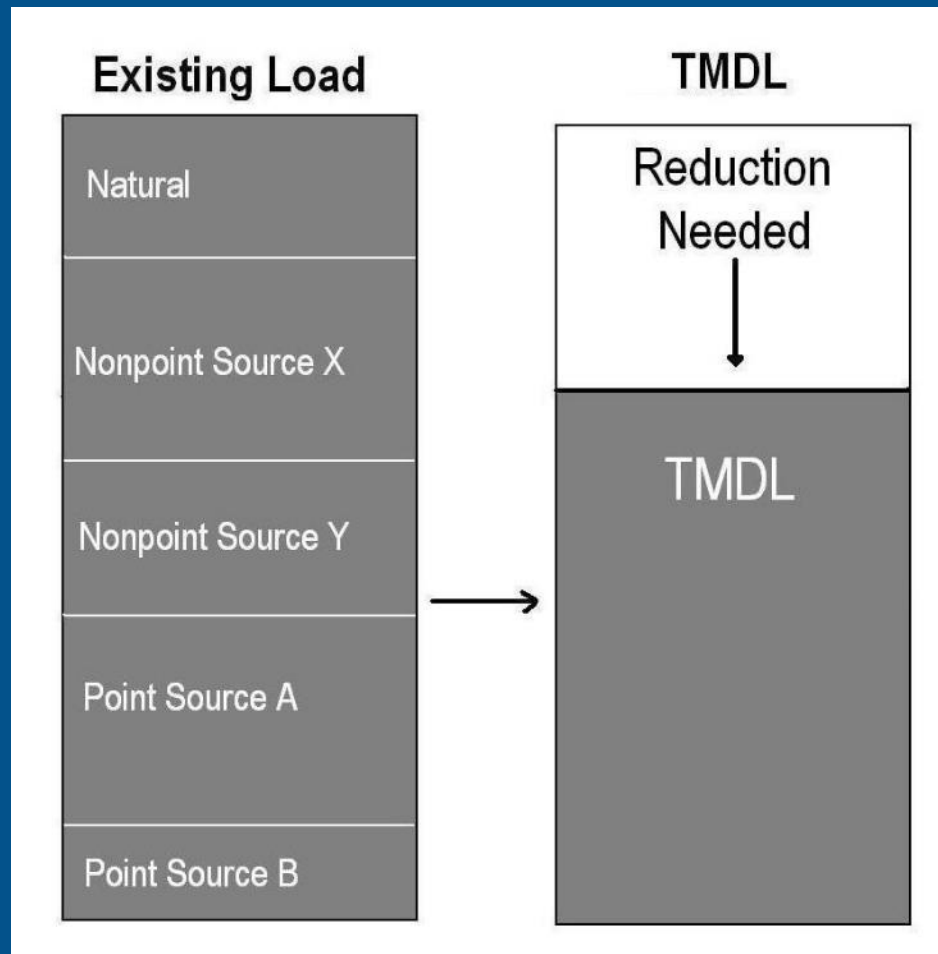 Existing Load
Natural
Nonpoint Source X
Nonpoint Source Y
Point Source A
Point Source B
TMDL
Reduction
Needed
TMDL